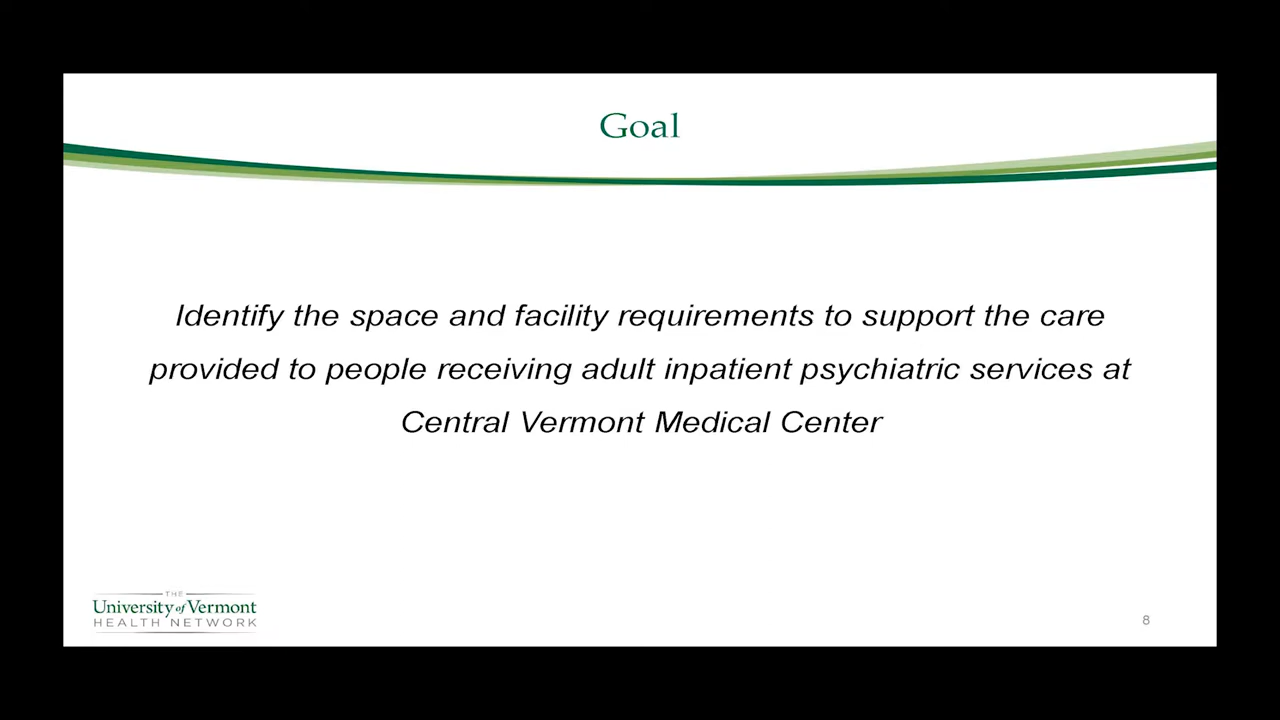 Goal
Identify the space and facility requirements to support the care
provided to people receiving adult inpatient psychiatric services at
Central Vermont Medical Center
THE
University of Vermont
HEALTH NETWORK
8